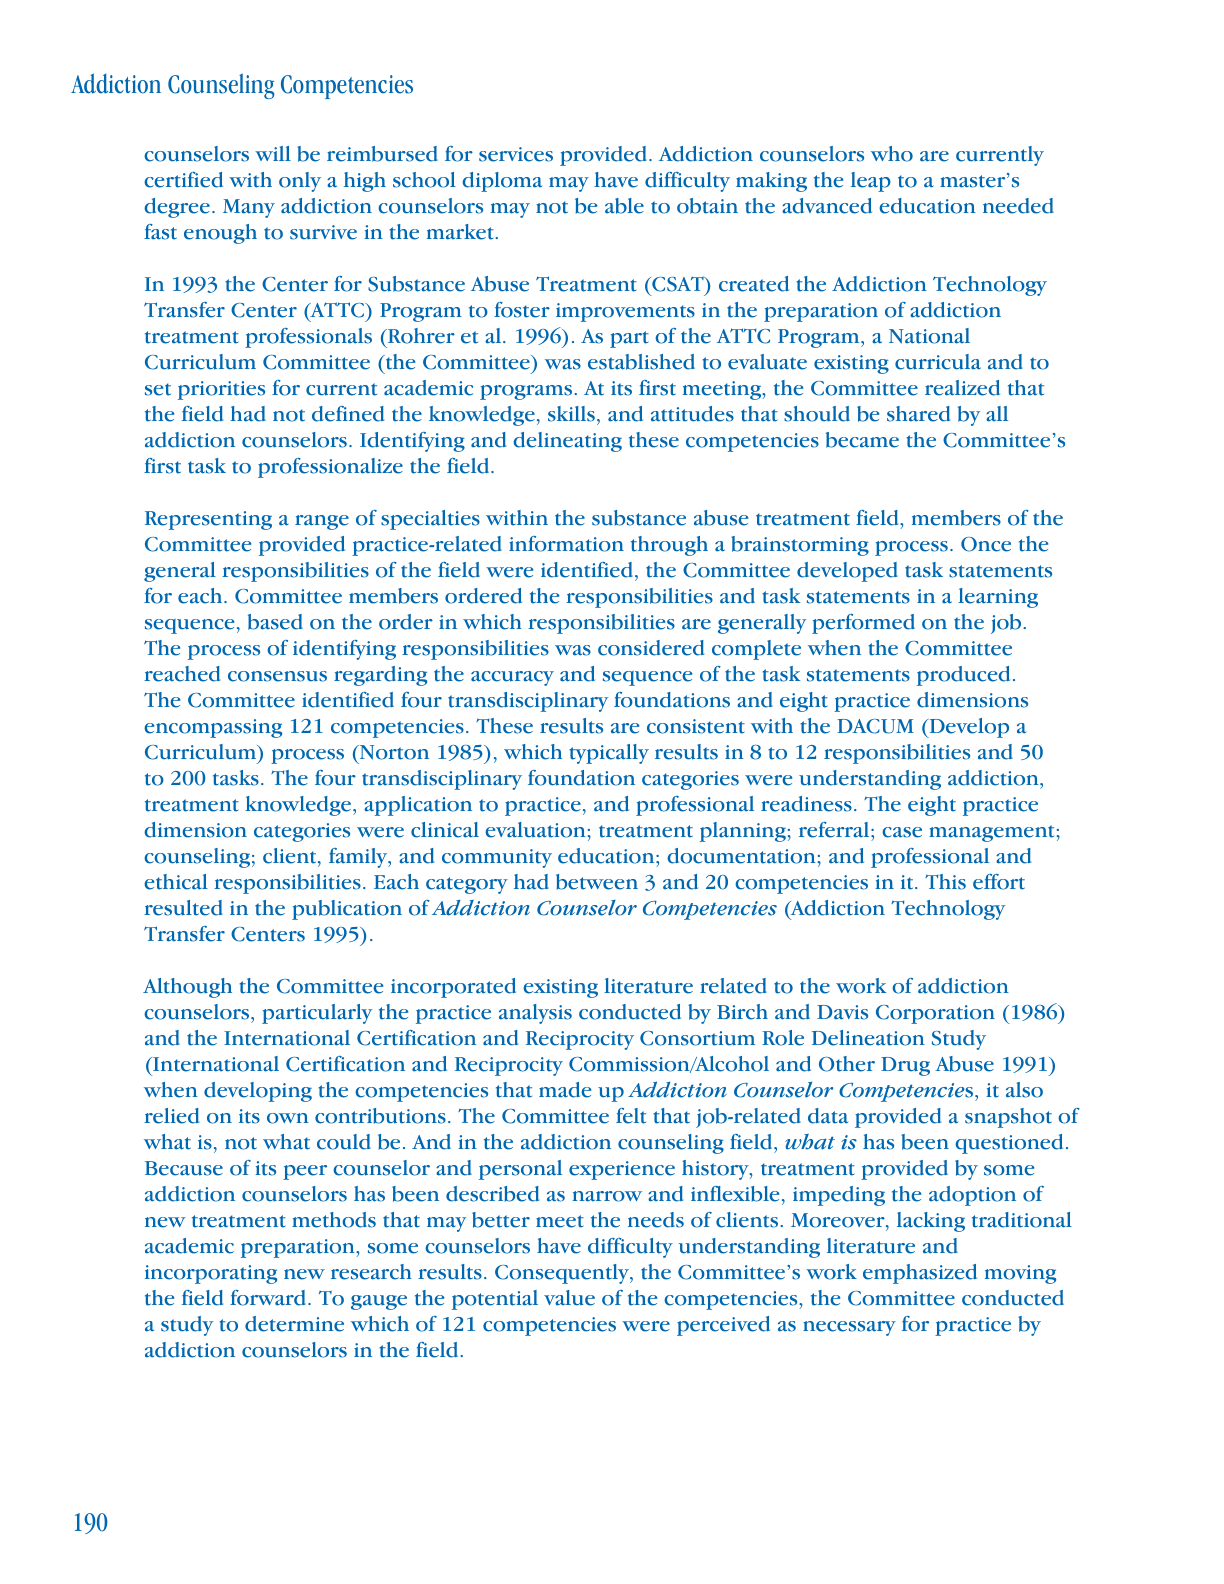 Addiction Counseling Competencies
counselors will be reimbursed for services provided. Addiction counselors who are currently
certified with only a high school diploma may have difficulty making the leap to a master’s
degree. Many addiction counselors may not be able to obtain the advanced education needed
fast enough to survive in the market.
In 1993 the Center for Substance Abuse Treatment (CSAT) created the Addiction Technology
Transfer Center (ATTC) Program to foster improvements in the preparation of addiction
treatment professionals (Rohrer et al. 1996). As part of the ATTC Program, a National
Curriculum Committee (the Committee) was established to evaluate existing curricula and to
set priorities for current academic programs. At its first meeting, the Committee realized that
the field had not defined the knowledge, skills, and attitudes that should be shared by all
addiction counselors. Identifying and delineating these competencies became the Committee’s
first task to professionalize the field.
Representing a range of specialties within the substance abuse treatment field, members of the
Committee provided practice-related information through a brainstorming process. Once the
general responsibilities of the field were identified, the Committee developed task statements
for each. Committee members ordered the responsibilities and task statements in a learning
sequence, based on the order in which responsibilities are generally performed on the job.
The process of identifying responsibilities was considered complete when the Committee
reached consensus regarding the accuracy and sequence of the task statements produced.
The Committee identified four transdisciplinary foundations and eight practice dimensions
encompassing 121 competencies. These results are consistent with the DACUM (Develop a
Curriculum) process (Norton 1985), which typically results in 8 to 12 responsibilities and 50
to 200 tasks. The four transdisciplinary foundation categories were understanding addiction,
treatment knowledge, application to practice, and professional readiness. The eight practice
dimension categories were clinical evaluation; treatment planning; referral; case management;
counseling; client, family, and community education; documentation; and professional and
ethical responsibilities. Each category had between 3 and 20 competencies in it. This effort
resulted in the publication of Addiction Counselor Competencies (Addiction Technology
Transfer Centers 1995).
Although the Committee incorporated existing literature related to the work of addiction
counselors, particularly the practice analysis conducted by Birch and Davis Corporation (1986)
and the International Certification and Reciprocity Consortium Role Delineation Study
(International Certification and Reciprocity Commission/Alcohol and Other Drug Abuse 1991)
when developing the competencies that made up Addiction Counselor Competencies, it also
relied on its own contributions. The Committee felt that job-related data provided a snapshot of
what is, not what could be. And in the addiction counseling field, what is has been questioned.
Because of its peer counselor and personal experience history, treatment provided by some
addiction counselors has been described as narrow and inflexible, impeding the adoption of
new treatment methods that may better meet the needs of clients. Moreover, lacking traditional
academic preparation, some counselors have difficulty understanding literature and
incorporating new research results. Consequently, the Committee’s work emphasized moving
the field forward. To gauge the potential value of the competencies, the Committee conducted
a study to determine which of 121 competencies were perceived as necessary for practice by
addiction counselors in the field.
190